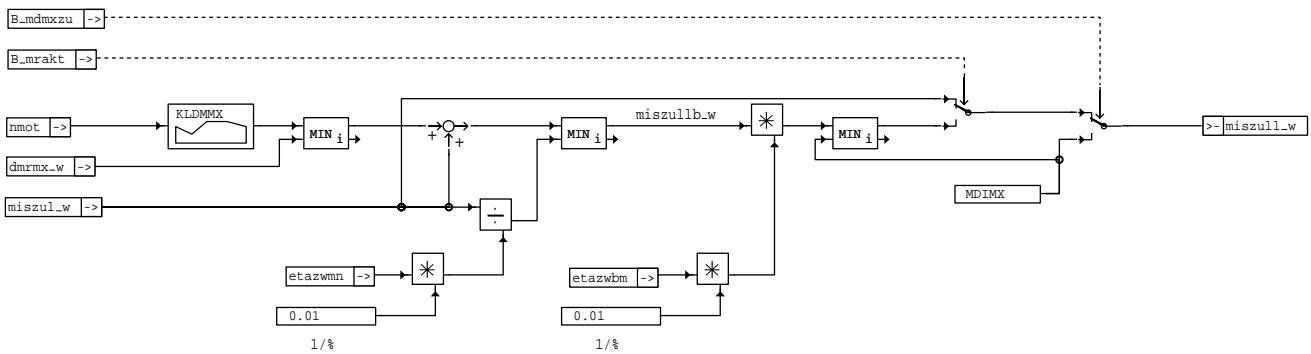 B_mdmxzu ->
B_mrakt ->
KLDMMX
nmot ->
MIN i
+
+
MIN i
miszullb_w
MIN i
>- miszull_w
dmrmx_w ->
MDIMX
miszul_w ->
etazwmn ->
etazwbm ->
0.01
0.01
1/%
1/%